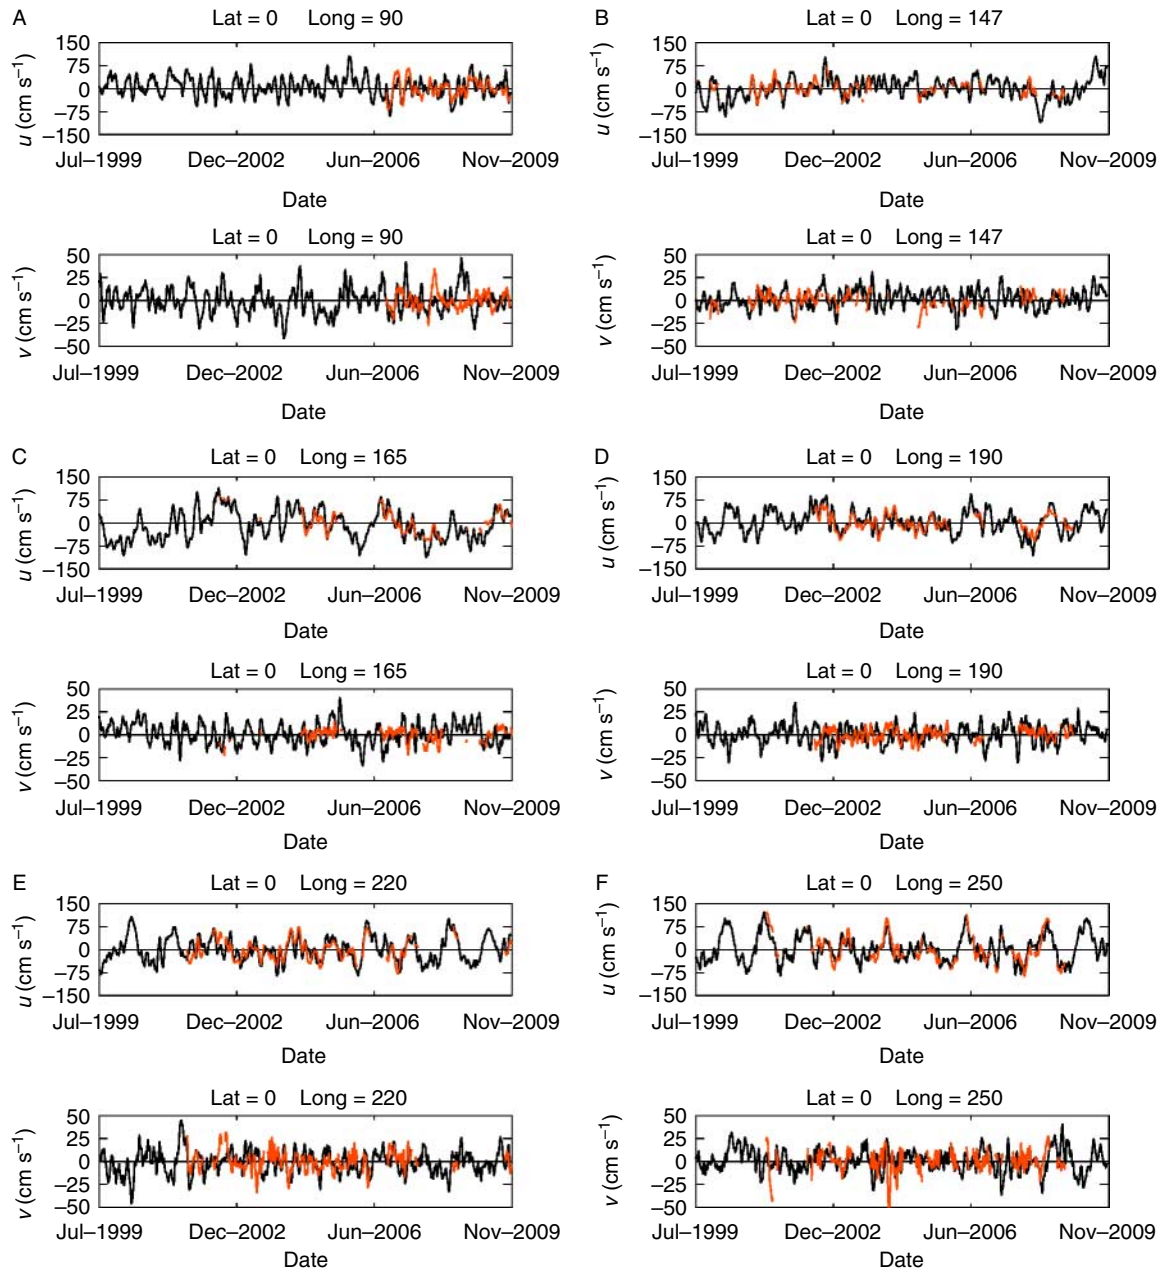 A
Lat = 0 Long = 90
u (cm s−1)
150
75
0
−75
−150
Jul−1999 Dec−2002 Jun−2006 Nov−2009
Date
Lat = 0 Long = 90
v (cm s−1)
50
25
0
−25
−50
Jul−1999 Dec−2002 Jun−2006 Nov−2009
Date
B
Lat = 0 Long = 147
u (cm s−1)
150
75
0
−75
−150
Jul−1999 Dec−2002 Jun−2006 Nov−2009
Date
Lat = 0 Long = 147
v (cm s−1)
50
25
0
−25
−50
Jul−1999 Dec−2002 Jun−2006 Nov−2009
Date
C
Lat = 0 Long = 165
u (cm s−1)
150
75
0
−75
−150
Jul−1999 Dec−2002 Jun−2006 Nov−2009
Date
Lat = 0 Long = 165
v (cm s−1)
50
25
0
−25
−50
Jul−1999 Dec−2002 Jun−2006 Nov−2009
Date
D
Lat = 0 Long = 190
u (cm s−1)
150
75
0
−75
−150
Jul−1999 Dec−2002 Jun−2006 Nov−2009
Date
Lat = 0 Long = 190
v (cm s−1)
50
25
0
−25
−50
Jul−1999 Dec−2002 Jun−2006 Nov−2009
Date
E
Lat = 0 Long = 220
u (cm s−1)
150
75
0
−75
−150
Jul−1999 Dec−2002 Jun−2006 Nov−2009
Date
Lat = 0 Long = 220
v (cm s−1)
50
25
0
−25
−50
Jul−1999 Dec−2002 Jun−2006 Nov−2009
Date
F
Lat = 0 Long = 250
u (cm s−1)
150
75
0
−75
−150
Jul−1999 Dec−2002 Jun−2006 Nov−2009
Date
Lat = 0 Long = 250
v (cm s−1)
50
25
0
−25
−50
Jul−1999 Dec−2002 Jun−2006 Nov−2009
Date